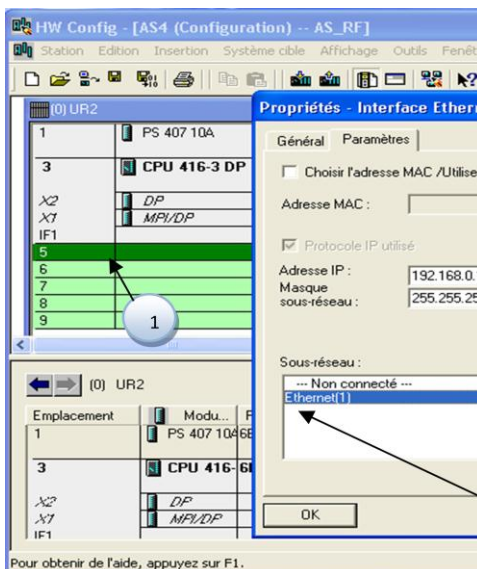 HW Config - [AS4 (Configuration) -- AS_RF]
Station Edition Insertion Système cible Affichage Outils Fenêt
(0) UR2
1 PS 407 10A
3 CPU 416-3 DP
X2 DP
X1 MPI/DP
IF1
5
6
7
8
9
1
Propriétés - Interface Ethern
Général Paramètres
Choisir l'adresse MAC /Utilise
Adresse MAC :
Protocole IP utilisé
Adresse IP : 192.168.0.
Masque
sous-réseau : 255.255.25
Sous-réseau :
--- Non connecté ---
Ethernet(1)
OK
(0) UR2
Emplacement Modu... F
1 PS 407 10A 6E
3 CPU 416- 6E
X2 DP
X1 MPI/DP
IF1
Pour obtenir de l'aide, appuyez sur F1.